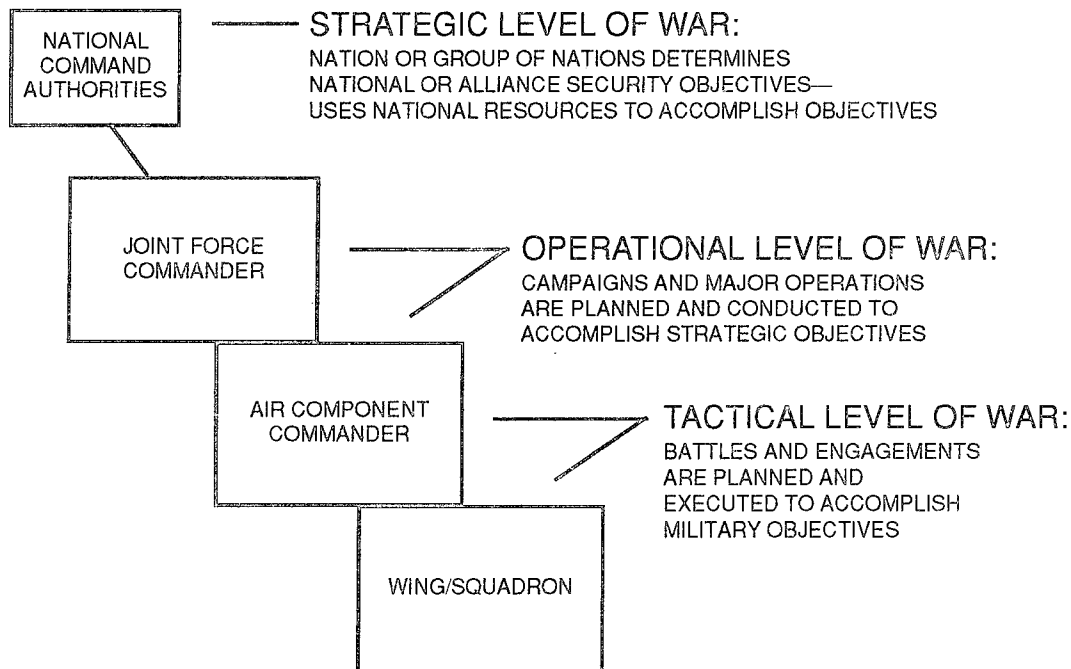 NATIONAL
COMMAND
AUTHORITIES
STRATEGIC LEVEL OF WAR:
NATION OR GROUP OF NATIONS DETERMINES
NATIONAL OR ALLIANCE SECURITY OBJECTIVES—
USES NATIONAL RESOURCES TO ACCOMPLISH OBJECTIVES
JOINT FORCE
COMMANDER
OPERATIONAL LEVEL OF WAR:
CAMPAIGNS AND MAJOR OPERATIONS
ARE PLANNED AND CONDUCTED TO
ACCOMPLISH STRATEGIC OBJECTIVES
AIR COMPONENT
COMMANDER
TACTICAL LEVEL OF WAR:
BATTLES AND ENGAGEMENTS
ARE PLANNED AND
EXECUTED TO ACCOMPLISH
MILITARY OBJECTIVES
WING/SQUADRON